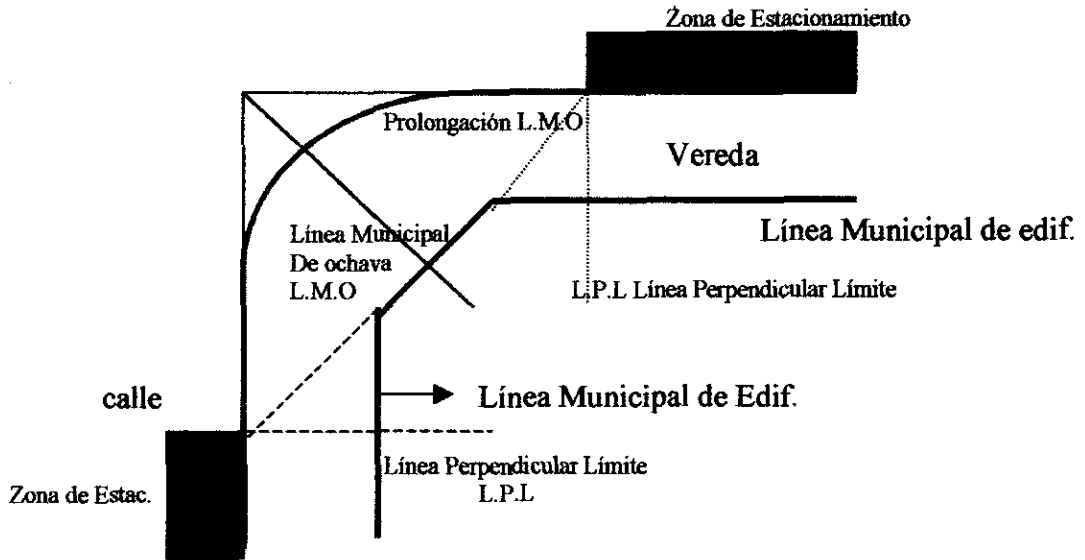 Zona de Estacionamiento
Prolongación L.M.O
Vereda
Línea Municipal
De ochava
L.M.O
Línea Municipal de edif.
L.P.L Línea Perpendicular Límite
calle
Línea Municipal de Edif.
Línea Perpendicular Límite
L.P.L
Zona de Estac.